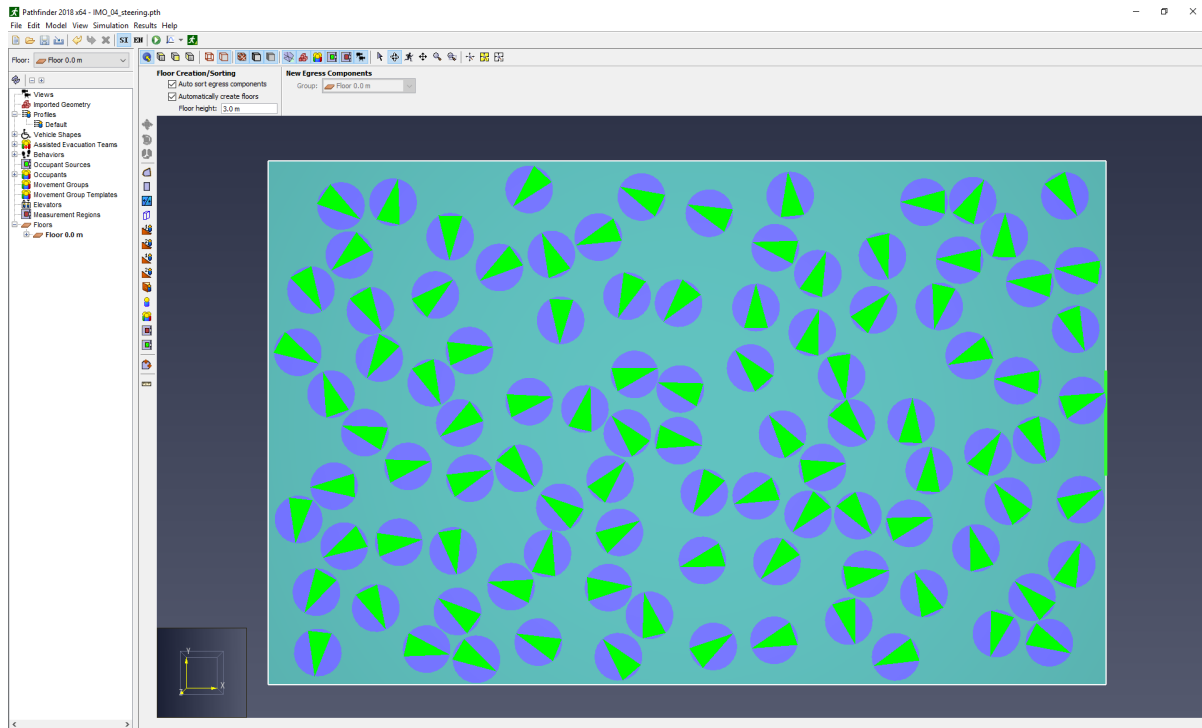 Pathfinder 2018 x64 - IMO_04_steering.pth
File Edit Model View Simulation Results Help
SI EN
Floor: Floor 0.0 m
Floor Creation/Sorting
Auto sort egress components
Automatically create floors
Floor height: 3.0 m
New Egress Components
Group: Floor 0.0 m
Views
Imported Geometry
Profiles
Default
Vehicle Shapes
Assisted Evacuation Teams
Behaviors
Occupant Sources
Occupants
Movement Groups
Movement Group Templates
Elevators
Measurement Regions
Floors
Floor 0.0 m
Y
X